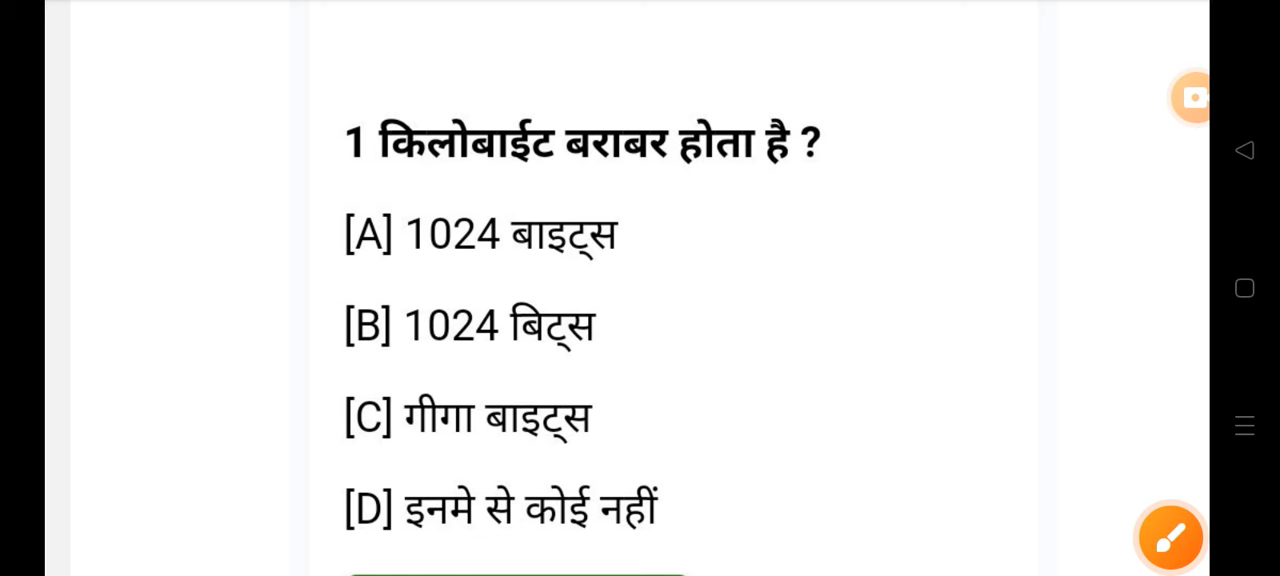 1 किलोबाईट बराबर होता है ?
[A] 1024 बाइट्स
[B] 1024 बिट्स
[C] गीगा बाइट्स
[D] इनमे से कोई नहीं